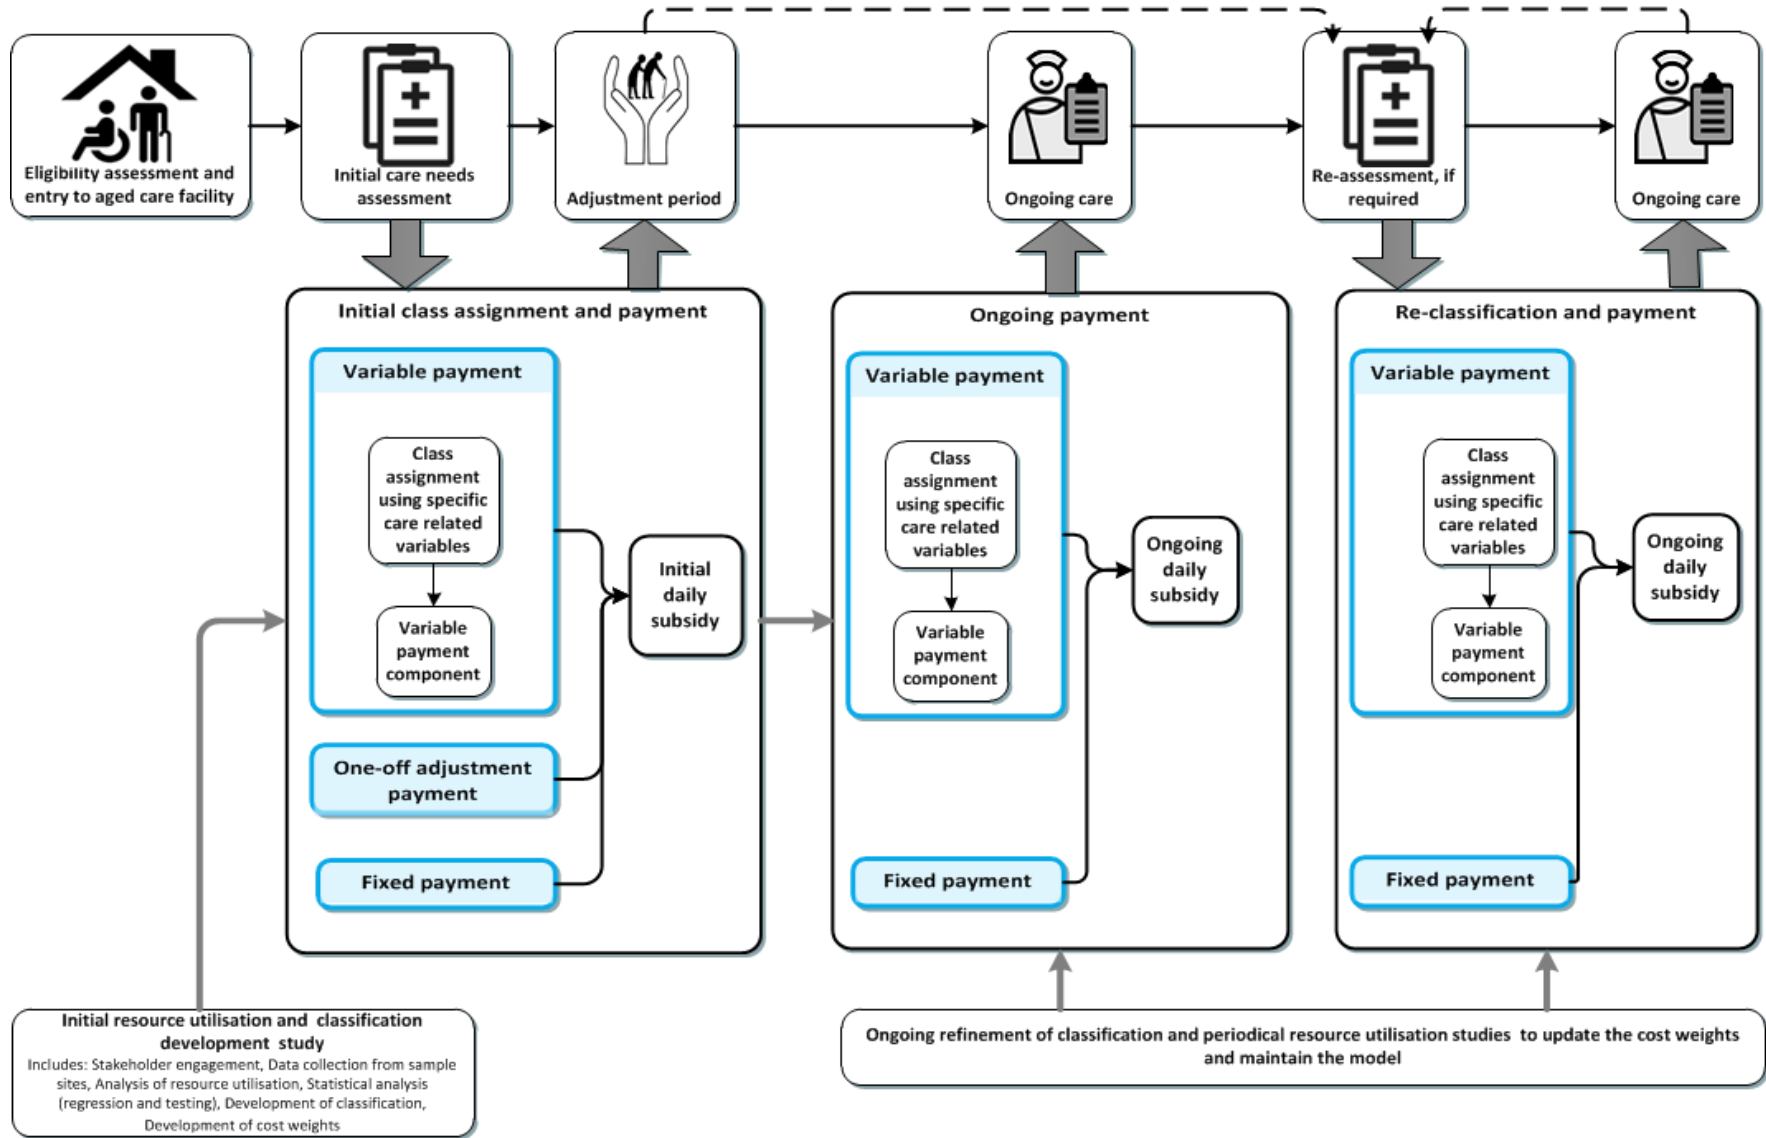 Eligibility assessment and
entry to aged care facility
Initial care needs
assessment
Adjustment period
Ongoing care
Re-assessment, if
required
Ongoing care
Initial class assignment and payment
Variable payment
Class
assignment
using specific
care related
variables
Variable
payment
component
One-off adjustment
payment
Fixed payment
Initial
daily
subsidy
Ongoing payment
Variable payment
Class
assignment
using specific
care related
variables
Variable
payment
component
Fixed payment
Ongoing
daily
subsidy
Re-classification and payment
Variable payment
Class
assignment
using specific
care related
variables
Variable
payment
component
Fixed payment
Ongoing
daily
subsidy
Initial resource utilisation and classification
development study
Includes: Stakeholder engagement, Data collection from sample
sites, Analysis of resource utilisation, Statistical analysis
(regression and testing), Development of classification,
Development of cost weights
Ongoing refinement of classification and periodical resource utilisation studies to update the cost weights
and maintain the model